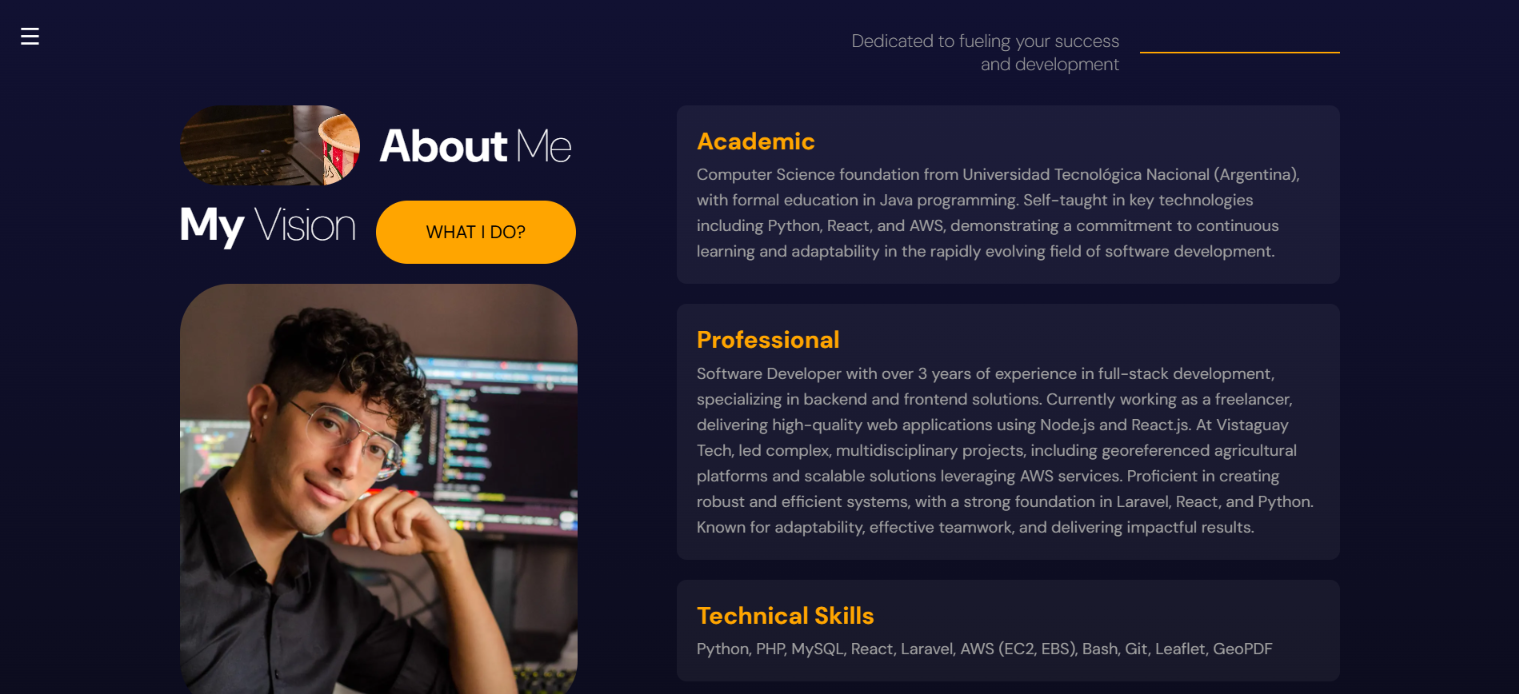 Dedicated to fueling your success
and development
About Me
My Vision
WHAT I DO?
Academic
Computer Science foundation from Universidad Tecnológica Nacional (Argentina),
with formal education in Java programming. Self-taught in key technologies
including Python, React, and AWS, demonstrating a commitment to continuous
learning and adaptability in the rapidly evolving field of software development.
Professional
Software Developer with over 3 years of experience in full-stack development,
specializing in backend and frontend solutions. Currently working as a freelancer,
delivering high-quality web applications using Node.js and React.js. At Vistaguay
Tech, led complex, multidisciplinary projects, including georeferenced agricultural
platforms and scalable solutions leveraging AWS services. Proficient in creating
robust and efficient systems, with a strong foundation in Laravel, React, and Python.
Known for adaptability, effective teamwork, and delivering impactful results.
Technical Skills
Python, PHP, MySQL, React, Laravel, AWS (EC2, EBS), Bash, Git, Leaflet, GeoPDF